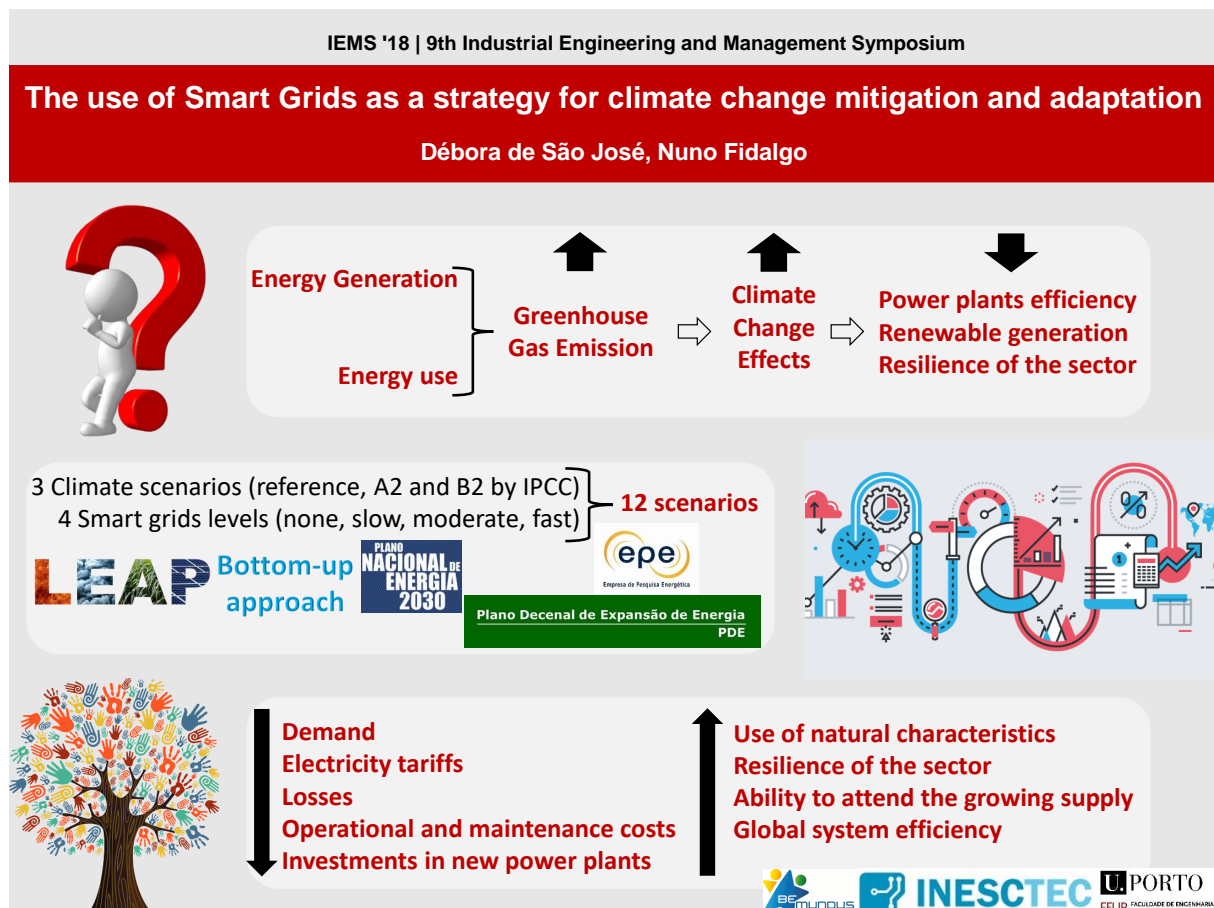 IEMS '18 | 9th Industrial Engineering and Management Symposium
The use of Smart Grids as a strategy for climate change mitigation and adaptation
Débora de São José, Nuno Fidalgo
Energy Generation
Energy use
Greenhouse
Gas Emission
Climate
Change
Effects
Power plants efficiency
Renewable generation
Resilience of the sector
3 Climate scenarios (reference, A2 and B2 by IPCC)
4 Smart grids levels (none, slow, moderate, fast)
12 scenarios
LEAP
Bottom-up
approach
PLANO
NACIONAL DE
ENERGIA
2030
epe
Empresa de Pesquisa Energética
Plano Decenal de Expansão de Energia
PDE
Demand
Electricity tariffs
Losses
Operational and maintenance costs
Investments in new power plants
Use of natural characteristics
Resilience of the sector
Ability to attend the growing supply
Global system efficiency
BE
MUNDUS
INESCTEC
U. PORTO
FEUP FACULDADE DE ENGENHARIA